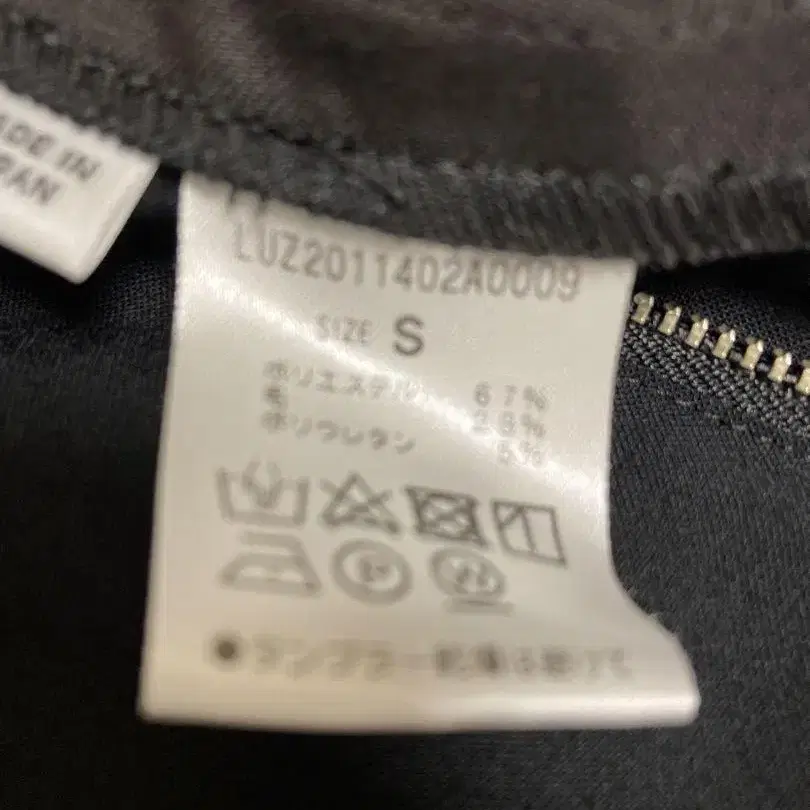 MADE IN
PAN
LUZ2011402A0009
SIZE S
ポリエステル 67%
毛 28%
ポリウレタン 5%